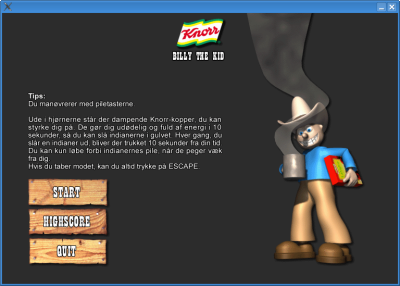 Knorr
BILLY THE KID
Tips:
Du manøvrerer med piletasterne.
Ude i hjørnerne står der dampende Knorr-kopper, du kan
styrke dig på. De gør dig udødelig og fuld af energi i 10
sekunder, så du kan slå indianerne i gulvet. Hver gang, du
slår en indianer ud, bliver der trukket 10 sekunder fra din tid.
Du kan kun løbe forbi indianernes pile, når de peger væk
fra dig.
Hvis du taber modet, kan du altid trykke på ESCAPE.
START
HIGHSCORE
QUIT